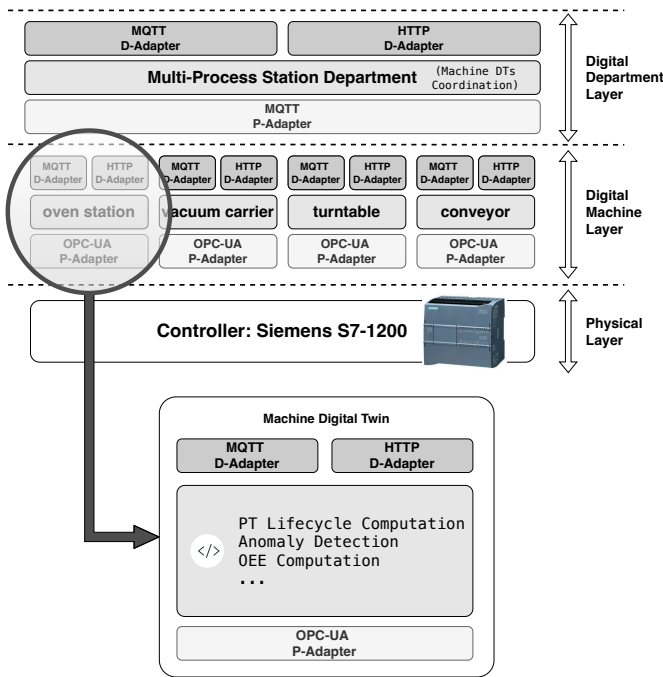 MQTT
D-Adapter
HTTP
D-Adapter
Multi-Process Station Department
(Machine DTs
Coordination)
MQTT
P-Adapter
Digital
Department
Layer
MQTT
D-Adapter
HTTP
D-Adapter
MQTT
D-Adapter
HTTP
D-Adapter
MQTT
D-Adapter
HTTP
D-Adapter
MQTT
D-Adapter
HTTP
D-Adapter
oven station
vacuum carrier
turntable
conveyor
OPC-UA
P-Adapter
OPC-UA
P-Adapter
OPC-UA
P-Adapter
OPC-UA
P-Adapter
Digital
Machine
Layer
Controller: Siemens S7-1200
Physical
Layer
Machine Digital Twin
MQTT
D-Adapter
HTTP
D-Adapter
</>
PT Lifecycle Computation
Anomaly Detection
OEE Computation
...
OPC-UA
P-Adapter